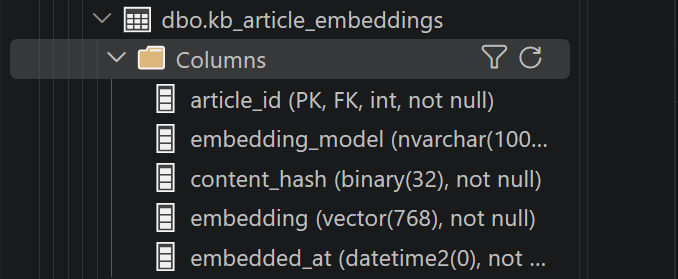 dbo.kb_article_embeddings
Columns
article_id (PK, FK, int, not null)
embedding_model (nvarchar(100...
content_hash (binary(32), not null)
embedding (vector(768), not null)
embedded_at (datetime2(0), not ...